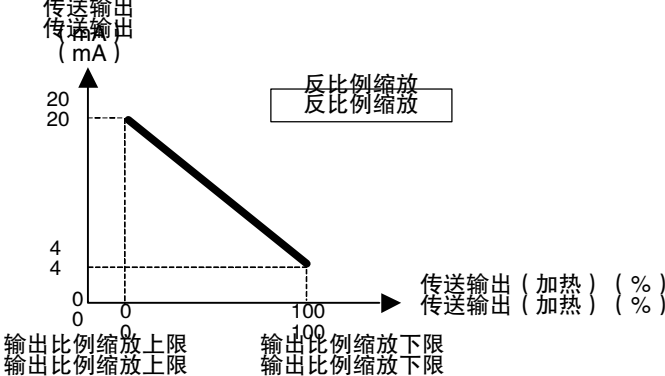 传送输出
传送输出
(mA)
(mA)
反比例缩放
反比例缩放
20
20
4
4
传送输出(加热)(%)
传送输出(加热)(%)
0
0
0
0
100
100
输出比例缩放上限
输出比例缩放下限
输出比例缩放上限
输出比例缩放下限